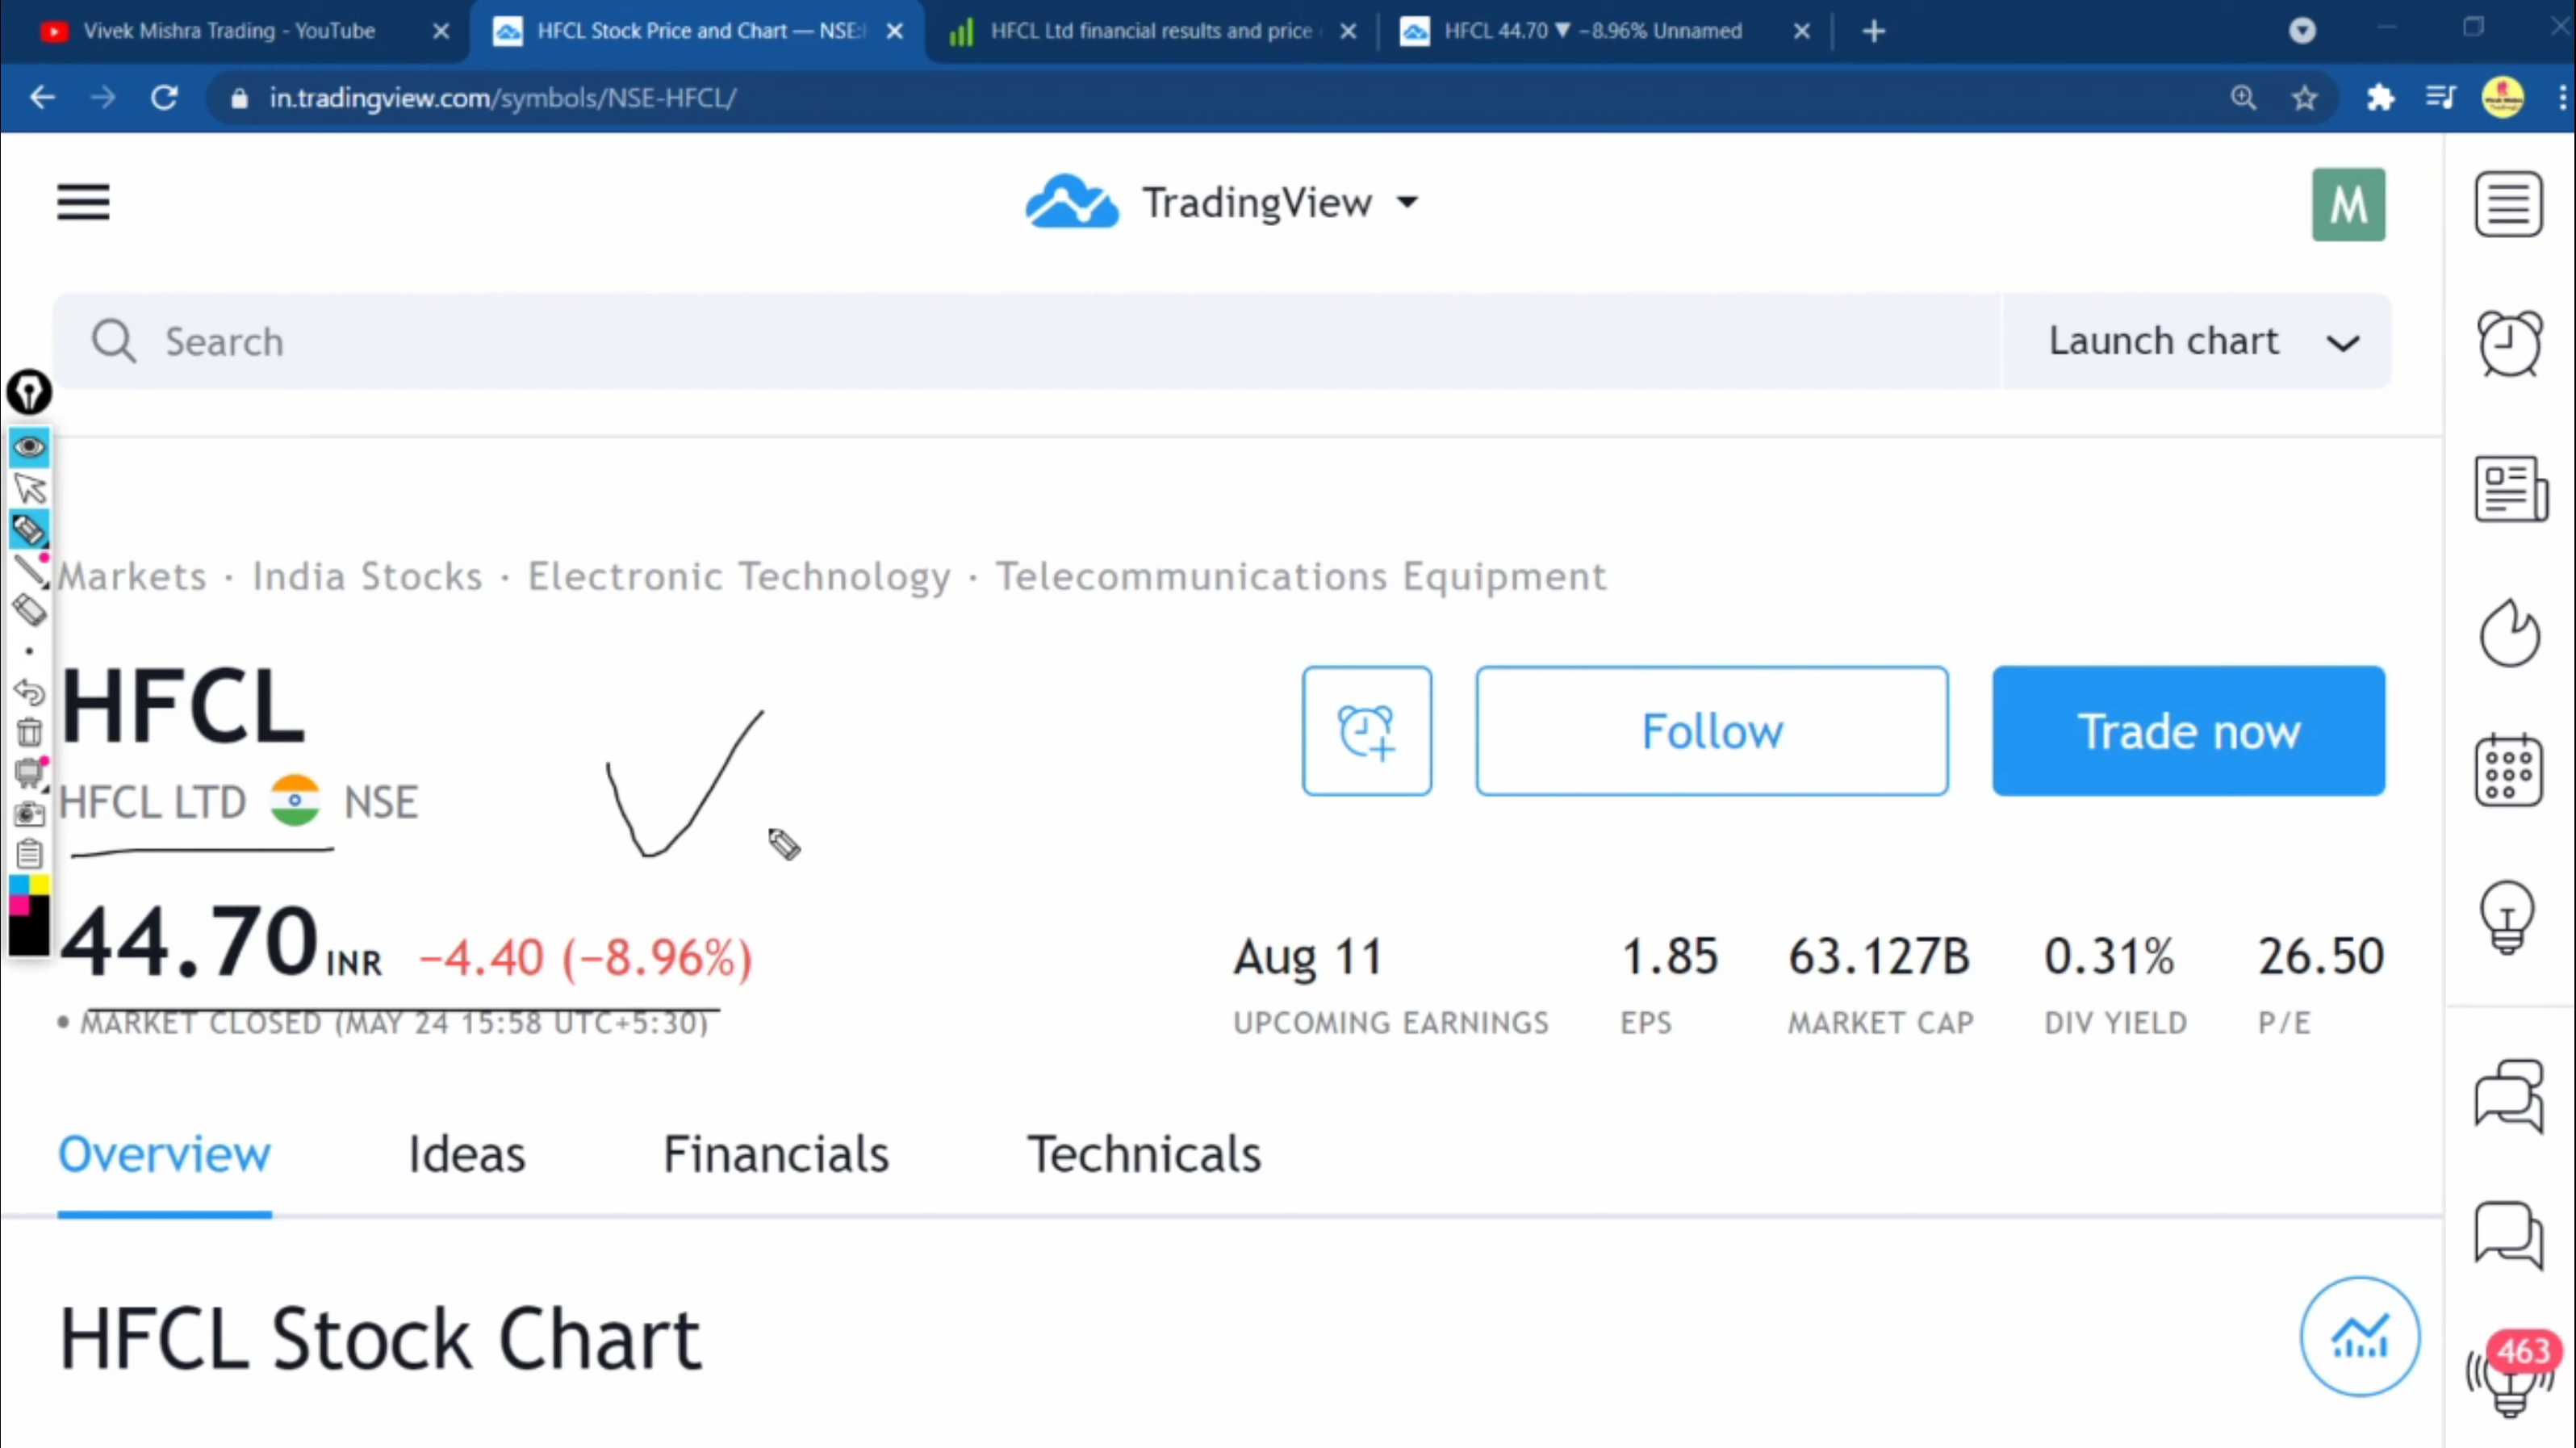 Vivek Mishra Trading - YouTube
HFCL Stock Price and Chart — NSE:
HFCL Ltd financial results and price
HFCL 44.70 ▼ −8.96% Unnamed
in.tradingview.com/symbols/NSE-HFCL/
TradingView
M
Search
Launch chart
Markets · India Stocks · Electronic Technology · Telecommunications Equipment
HFCL
HFCL LTD NSE
Follow
Trade now
44.70 INR −4.40 (−8.96%)
• MARKET CLOSED (MAY 24 15:58 UTC+5:30)
Aug 11 1.85 63.127B 0.31% 26.50
UPCOMING EARNINGS EPS MARKET CAP DIV YIELD P/E
Overview Ideas Financials Technicals
HFCL Stock Chart
463